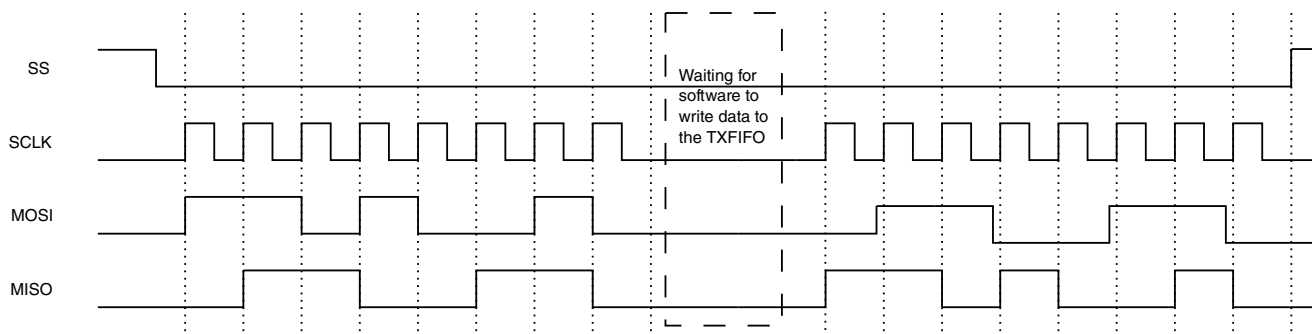 SS
Waiting for
software to
write data to
the TXFIFO
SCLK
MOSI
MISO